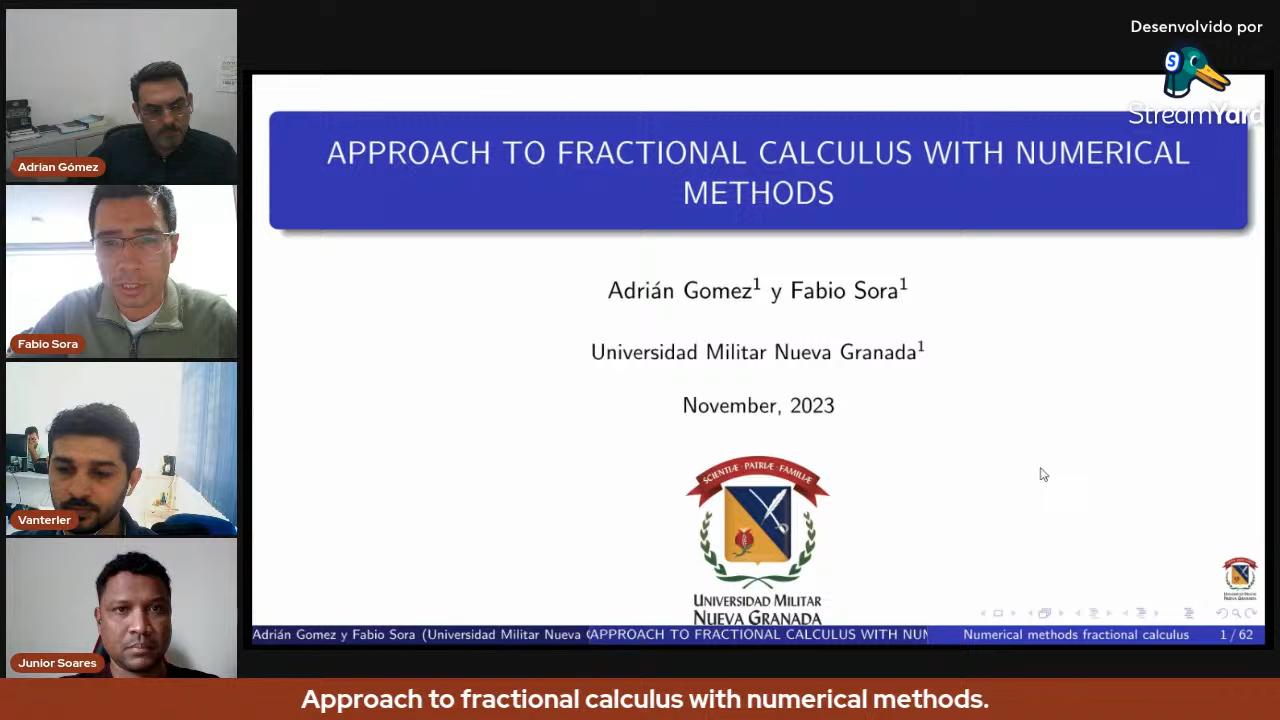 Desenvolvido por
StreamYard
Adrian Gómez
Fabio Sora
Vanterler
Junior Soares
APPROACH TO FRACTIONAL CALCULUS WITH NUMERICAL
METHODS
Adrián Gomez¹ y Fabio Sora¹
Universidad Militar Nueva Granada¹
November, 2023
SCIENTIÆ · PATRIÆ · FAMILIÆ
UNIVERSIDAD MILITAR
NUEVA GRANADA
Adrián Gomez y Fabio Sora (Universidad Militar Nueva
APPROACH TO FRACTIONAL CALCULUS WITH NUM
Numerical methods fractional calculus
1 / 62
Approach to fractional calculus with numerical methods.